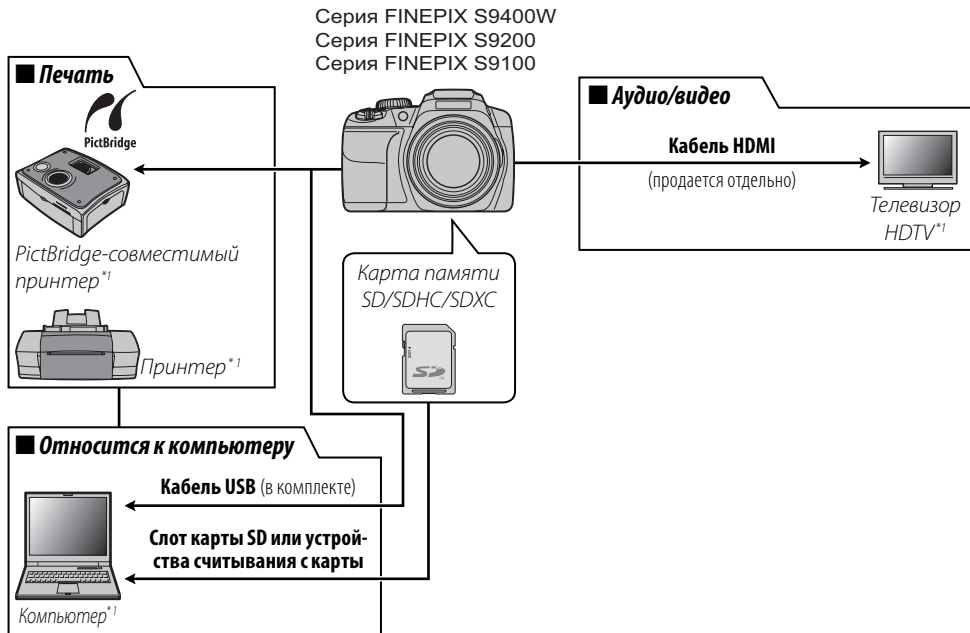 Серия FINEPIX S9400W
Серия FINEPIX S9200
Серия FINEPIX S9100
■ Печать
PictBridge
PictBridge-совместимый
принтер*1
Принтер*1
■ Аудио/видео
Кабель HDMI
(продается отдельно)
Телевизор
HDTV*1
Карта памяти
SD/SDHC/SDXC
SD
■ Относится к компьютеру
Кабель USB (в комплекте)
Слот карты SD или устрой-
ства считывания с карты
Компьютер*1